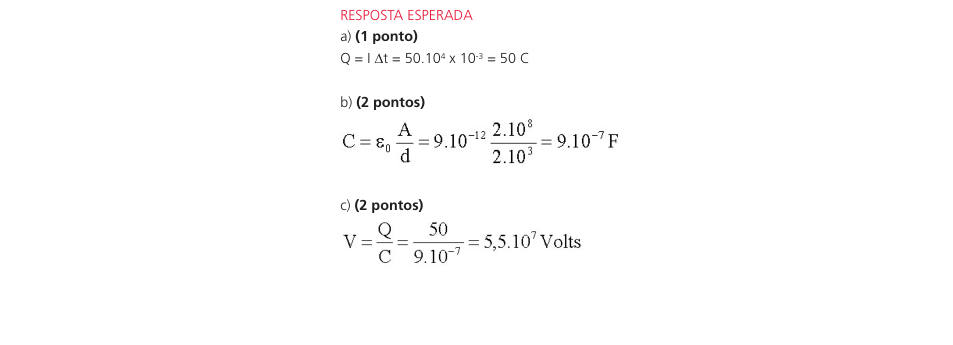 RESPOSTA ESPERADA
a) (1 ponto)
Q = I Δt = 50.10⁴ x 10⁻³ = 50 C
b) (2 pontos)
C = ε₀ A/d = 9.10⁻¹² 2.10⁸/2.10³ = 9.10⁻⁷ F
c) (2 pontos)
V = Q/C = 50/9.10⁻⁷ = 5,5.10⁷ Volts